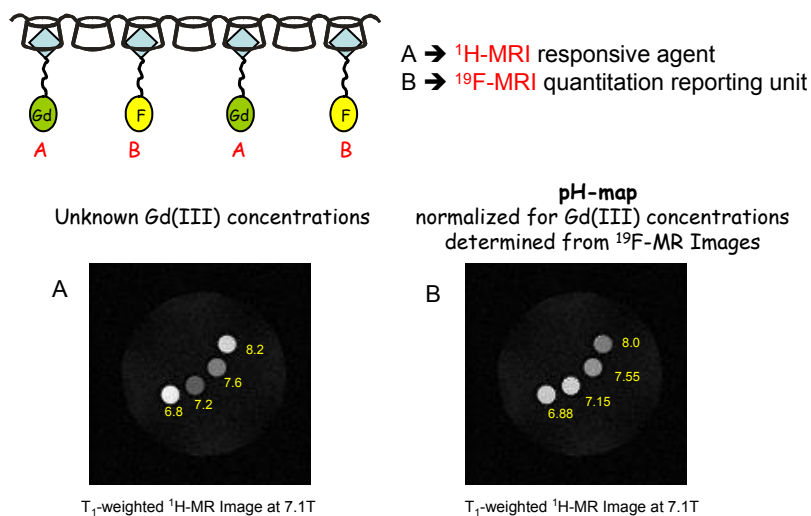 A ➔ ¹H-MRI responsive agent
B ➔ ¹⁹F-MRI quantitation reporting unit
Gd F Gd F
A B A B
Unknown Gd(III) concentrations
pH-map
normalized for Gd(III) concentrations
determined from ¹⁹F-MR Images
A
8.2
7.6
7.2
6.8
T₁-weighted ¹H-MR Image at 7.1T
B
8.0
7.55
7.15
6.88
T₁-weighted ¹H-MR Image at 7.1T